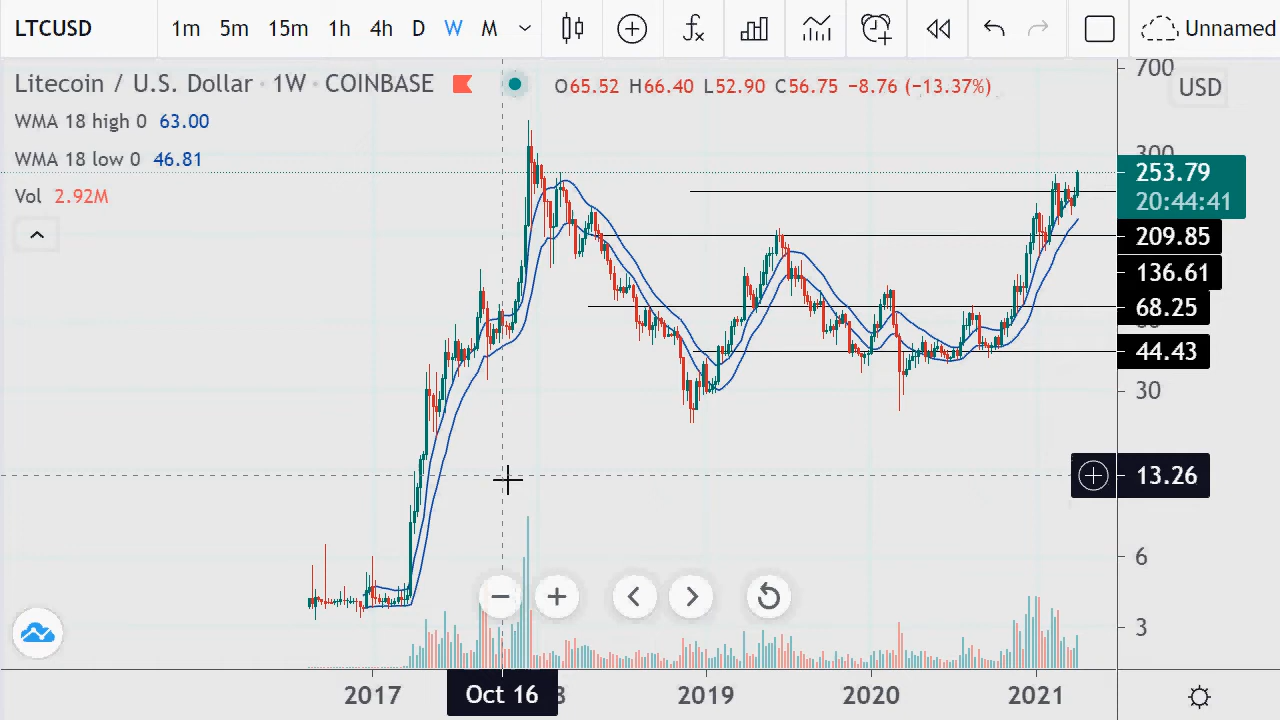 LTCUSD 1m 5m 15m 1h 4h D W M Unnamed
Litecoin / U.S. Dollar · 1W · COINBASE O65.52 H66.40 L52.90 C56.75 −8.76 (−13.37%)
WMA 18 high 0 63.00
WMA 18 low 0 46.81
Vol 2.92M
700
USD
300
253.79
20:44:41
209.85
136.61
68.25
44.43
30
13.26
6
3
2017 Oct 16 8 2019 2020 2021